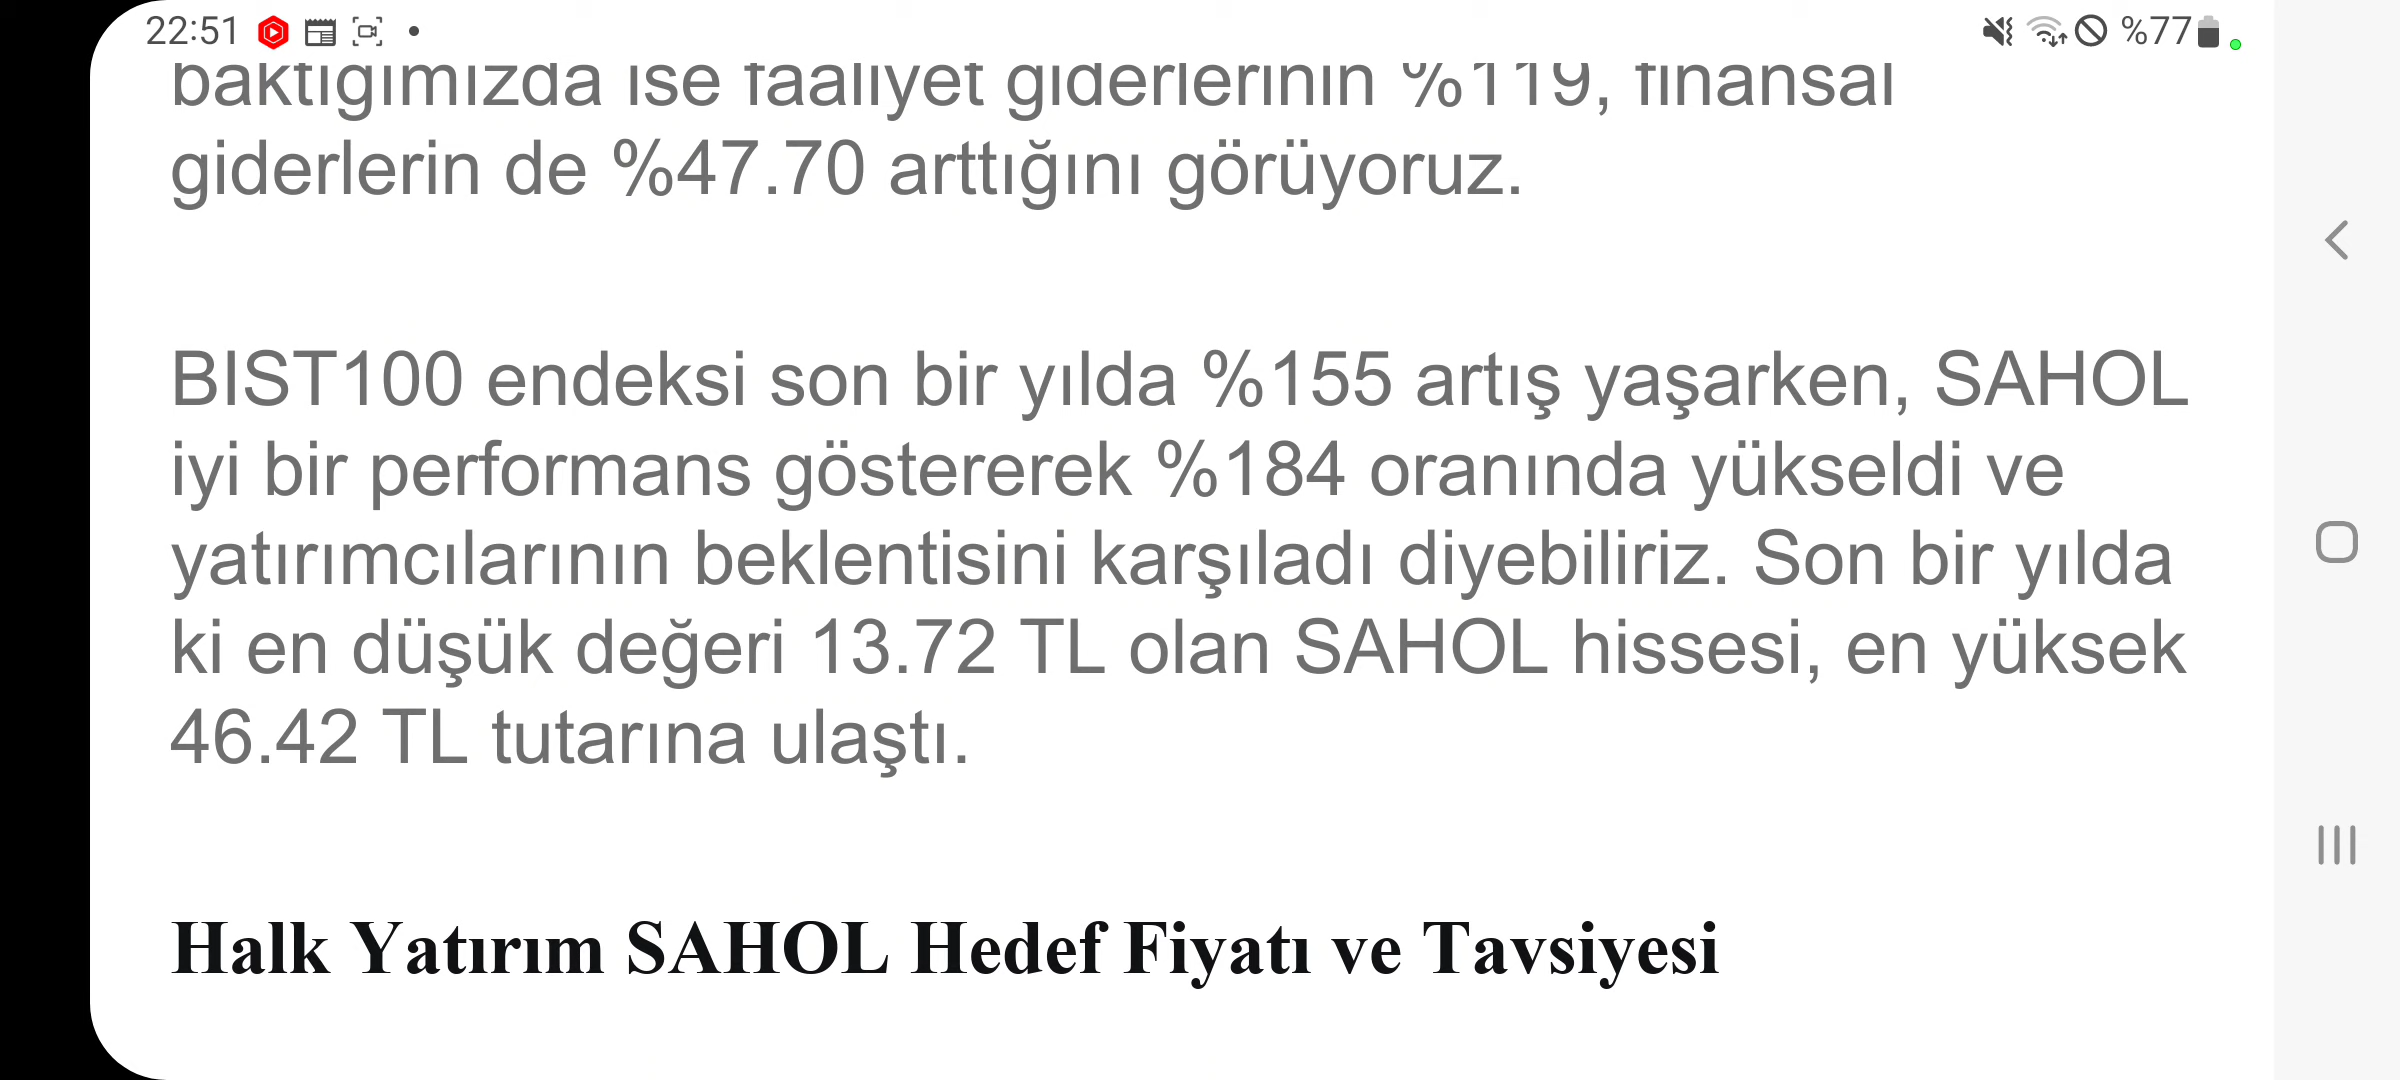 22:51 %77
baktığımızda ise faaliyet giderlerinin %119, finansal
giderlerin de %47.70 arttığını görüyoruz.
BIST100 endeksi son bir yılda %155 artış yaşarken, SAHOL
iyi bir performans göstererek %184 oranında yükseldi ve
yatırımcılarının beklentisini karşıladı diyebiliriz. Son bir yılda
ki en düşük değeri 13.72 TL olan SAHOL hissesi, en yüksek
46.42 TL tutarına ulaştı.
Halk Yatırım SAHOL Hedef Fiyatı ve Tavsiyesi